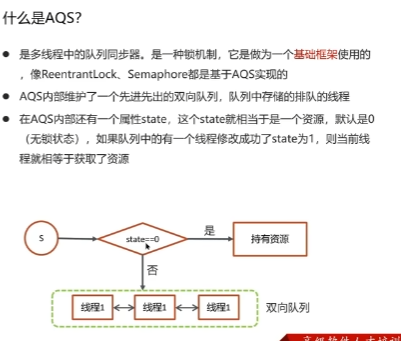 什么是AQS?
是多线程中的队列同步器。是一种锁机制，它是做为一个基础框架使用的
，像ReentrantLock、Semaphore都是基于AQS实现的
AQS内部维护了一个先进先出的双向队列，队列中存储的排队的线程
在AQS内部还有一个属性state，这个state就相当于是一个资源，默认是0
（无锁状态），如果队列中的有一个线程修改成功了state为1，则当前线
程就相等于获取了资源
S
state==0
是
持有资源
否
线程1
线程1
线程1
双向队列
高级软件人才培训